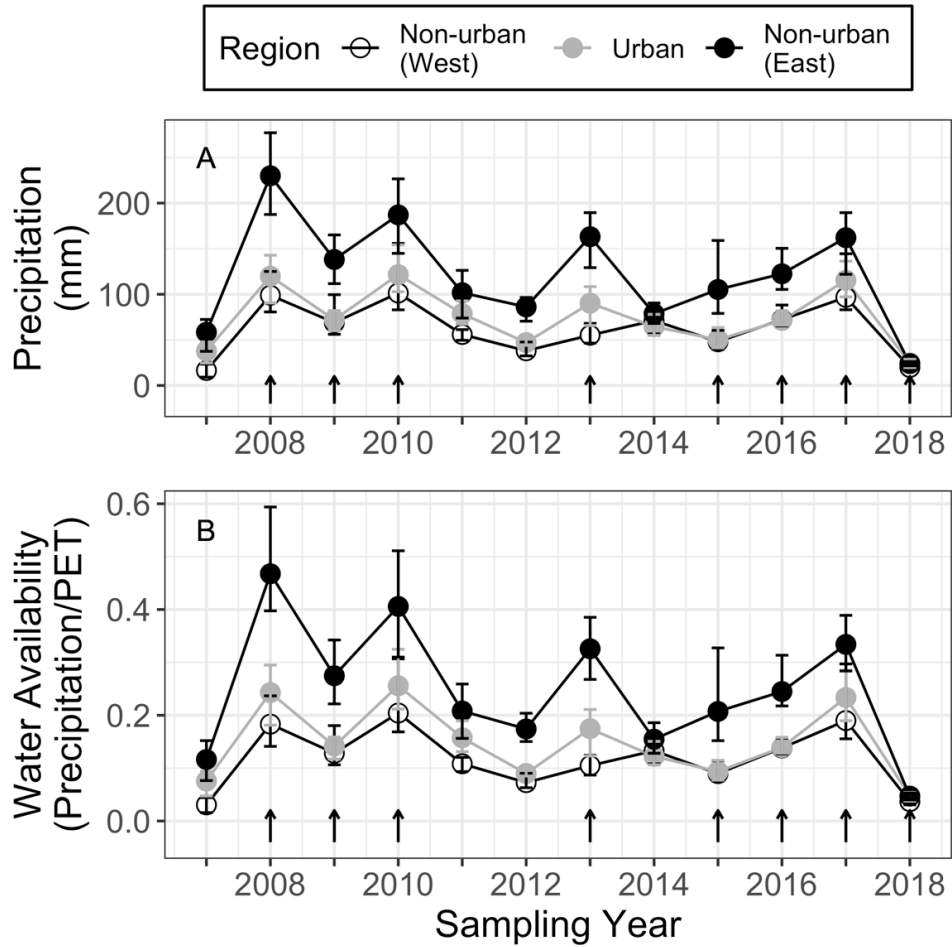 Region
Non-urban
(West)
Urban
Non-urban
(East)
A
Precipitation
(mm)
200
100
0
2008 2010 2012 2014 2016 2018
B
Water Availability
(Precipitation/PET)
0.6
0.4
0.2
0.0
2008 2010 2012 2014 2016 2018
Sampling Year